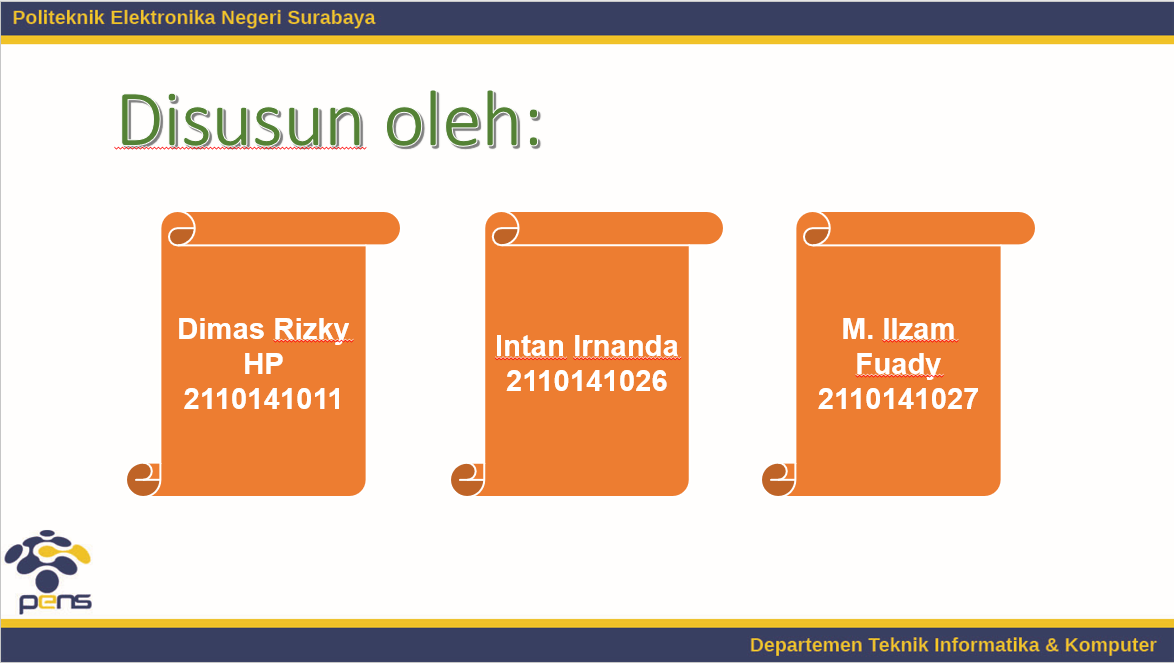 Politeknik Elektronika Negeri Surabaya
Disusun oleh:
Dimas Rizky
HP
2110141011
Intan Irnanda
2110141026
M. Ilzam
Fuady
2110141027
pens
Departemen Teknik Informatika & Komputer